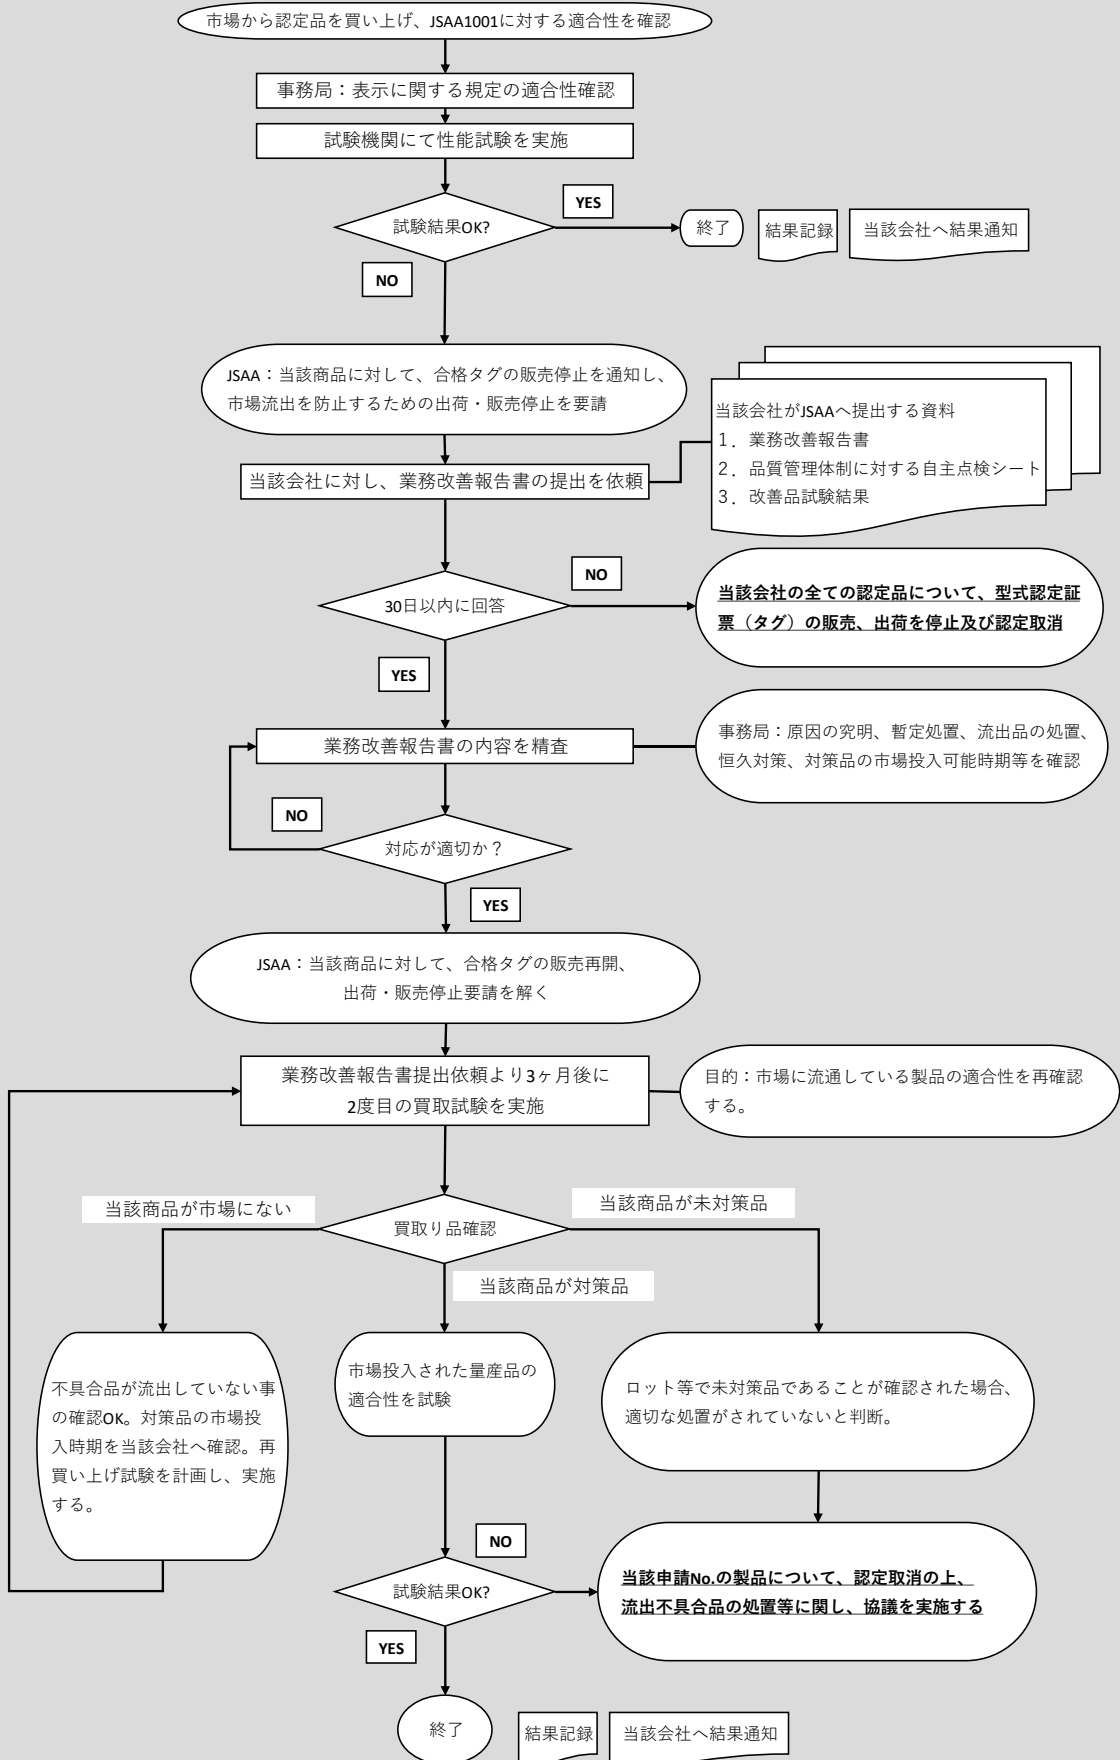 市場から認定品を買い上げ、JSAA1001に対する適合性を確認
事務局：表示に関する規定の適合性確認
試験機関にて性能試験を実施
試験結果OK?
YES
終了
結果記録
当該会社へ結果通知
NO
JSAA：当該商品に対して、合格タグの販売停止を通知し、
市場流出を防止するための出荷・販売停止を要請
当該会社がJSAAへ提出する資料
1．業務改善報告書
2．品質管理体制に対する自主点検シート
3．改善品試験結果
当該会社に対し、業務改善報告書の提出を依頼
30日以内に回答
NO
当該会社の全ての認定品について、型式認定証
票（タグ）の販売、出荷を停止及び認定取消
YES
業務改善報告書の内容を精査
事務局：原因の究明、暫定処置、流出品の処置、
恒久対策、対策品の市場投入可能時期等を確認
NO
対応が適切か？
YES
JSAA：当該商品に対して、合格タグの販売再開、
出荷・販売停止要請を解く
業務改善報告書提出依頼より3ヶ月後に
2度目の買取試験を実施
目的：市場に流通している製品の適合性を再確認
する。
当該商品が市場にない
買取り品確認
当該商品が未対策品
当該商品が対策品
不具合品が流出していない事
の確認OK。対策品の市場投
入時期を当該会社へ確認。再
買い上げ試験を計画し、実施
する。
市場投入された量産品の
適合性を試験
ロット等で未対策品であることが確認された場合、
適切な処置がされていないと判断。
NO
試験結果OK?
当該申請No.の製品について、認定取消の上、
流出不具合品の処置等に関し、協議を実施する
YES
終了
結果記録
当該会社へ結果通知